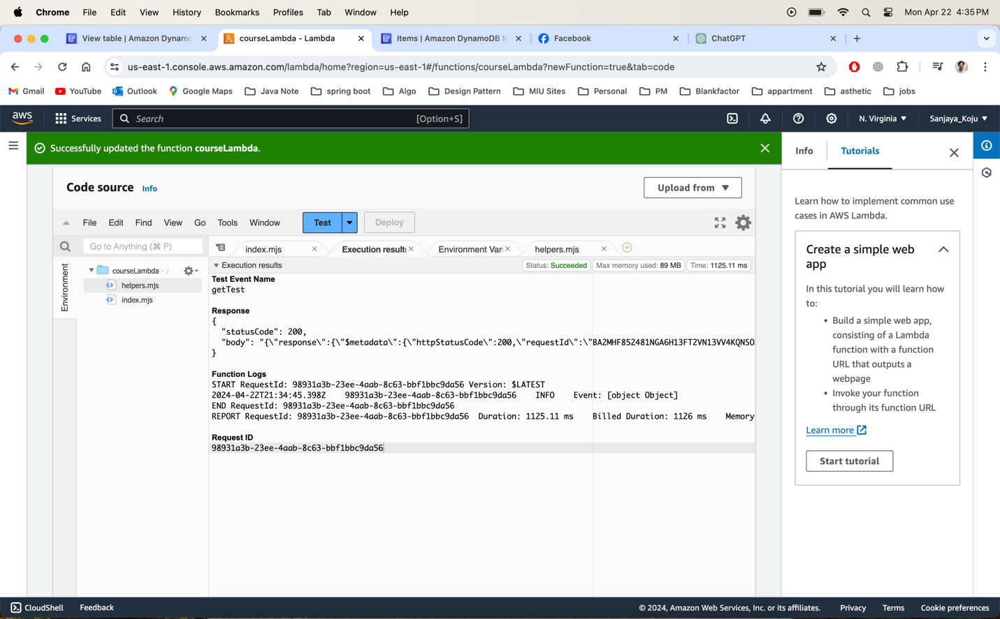 Chrome File Edit View History Bookmarks Profiles Tab Window Help Mon Apr 22 4:35 PM
View table | Amazon Dynamo
courseLambda - Lambda
Items | Amazon DynamoDB M
Facebook
ChatGPT
us-east-1.console.aws.amazon.com/lambda/home?region=us-east-1#/functions/courseLambda?newFunction=true&tab=code
Gmail YouTube Outlook Google Maps Java Note spring boot Algo Design Pattern MIU Sites Personal PM Blankfactor appartment asthetic jobs
aws Services Search [Option+S] N. Virginia Sanjaya_Koju
Successfully updated the function courseLambda.
Code source Info
Upload from
File Edit Find View Go Tools Window Test Deploy
Go to Anything (⌘ P)
Environment
courseLambda - /
helpers.mjs
index.mjs
index.mjs Execution results Environment Vari helpers.mjs
Execution results Status: Succeeded Max memory used: 89 MB Time: 1125.11 ms
Test Event Name
getTest
Response
{
"statusCode": 200,
"body": "{\"response\":{\"$metadata\":{\"httpStatusCode\":200,\"requestId\":\"BA2MHF852481NGA6H13FT2VN13VV4KQNSO
}
Function Logs
START RequestId: 98931a3b-23ee-4aab-8c63-bbf1bbc9da56 Version: $LATEST
2024-04-22T21:34:45.398Z 98931a3b-23ee-4aab-8c63-bbf1bbc9da56 INFO Event: [object Object]
END RequestId: 98931a3b-23ee-4aab-8c63-bbf1bbc9da56
REPORT RequestId: 98931a3b-23ee-4aab-8c63-bbf1bbc9da56 Duration: 1125.11 ms Billed Duration: 1126 ms Memory
Request ID
98931a3b-23ee-4aab-8c63-bbf1bbc9da56
Info Tutorials
Learn how to implement common use
cases in AWS Lambda.
Create a simple web
app
In this tutorial you will learn how
to:
• Build a simple web app,
consisting of a Lambda
function with a function
URL that outputs a
webpage
• Invoke your function
through its function URL
Learn more
Start tutorial
CloudShell Feedback © 2024, Amazon Web Services, Inc. or its affiliates. Privacy Terms Cookie preferences